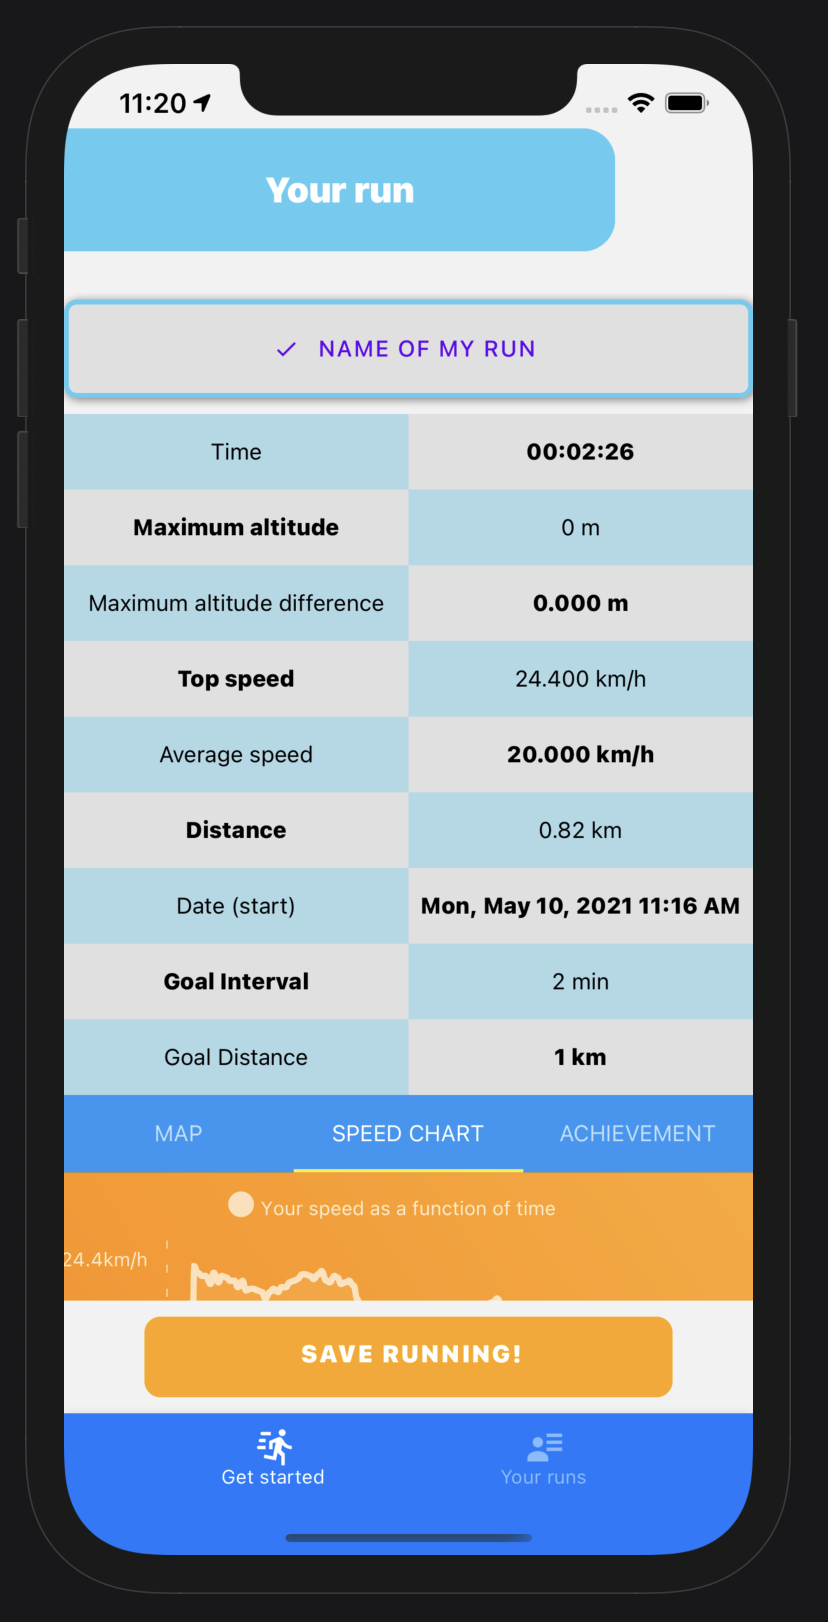 11:20
Your run
NAME OF MY RUN
Time 00:02:26
Maximum altitude 0 m
Maximum altitude difference 0.000 m
Top speed 24.400 km/h
Average speed 20.000 km/h
Distance 0.82 km
Date (start) Mon, May 10, 2021 11:16 AM
Goal Interval 2 min
Goal Distance 1 km
MAP SPEED CHART ACHIEVEMENT
Your speed as a function of time
24.4km/h
SAVE RUNNING!
Get started Your runs